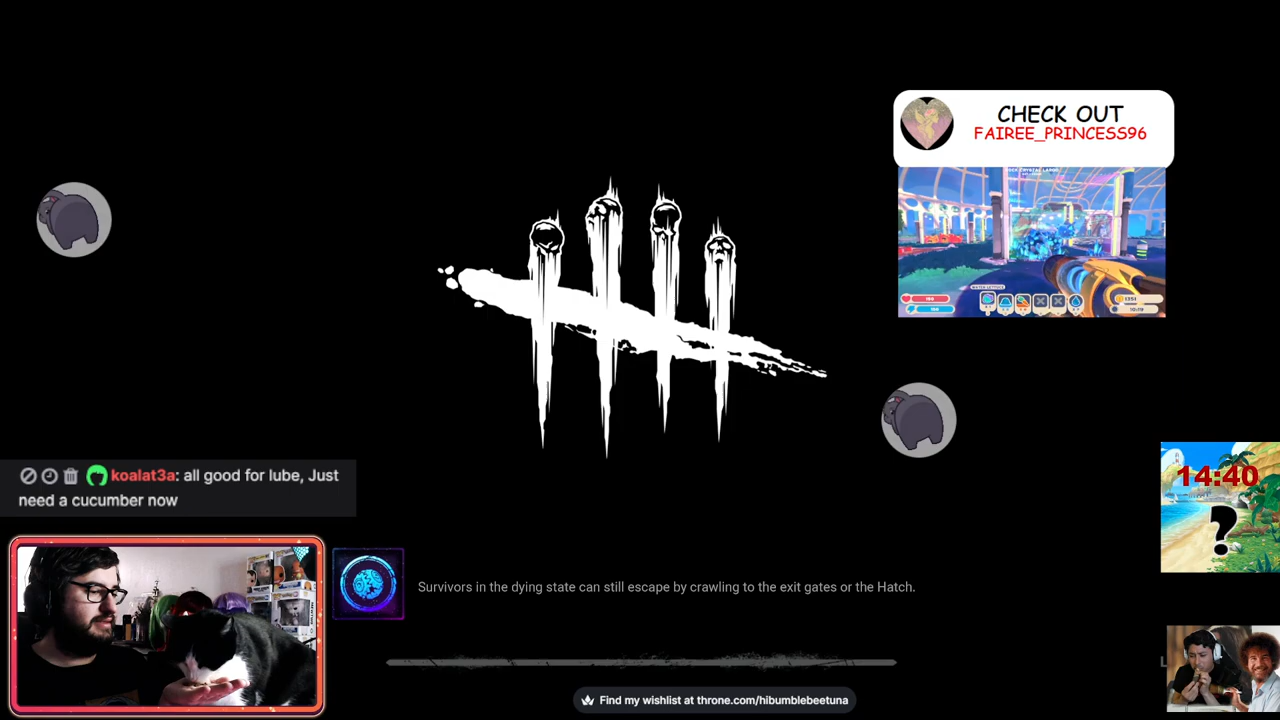 CHECK OUT
FAIREE_PRINCESS96
14:40
koalat3a: all good for lube, Just
need a cucumber now
Survivors in the dying state can still escape by crawling to the exit gates or the Hatch.
Find my wishlist at throne.com/hibumblebeetuna